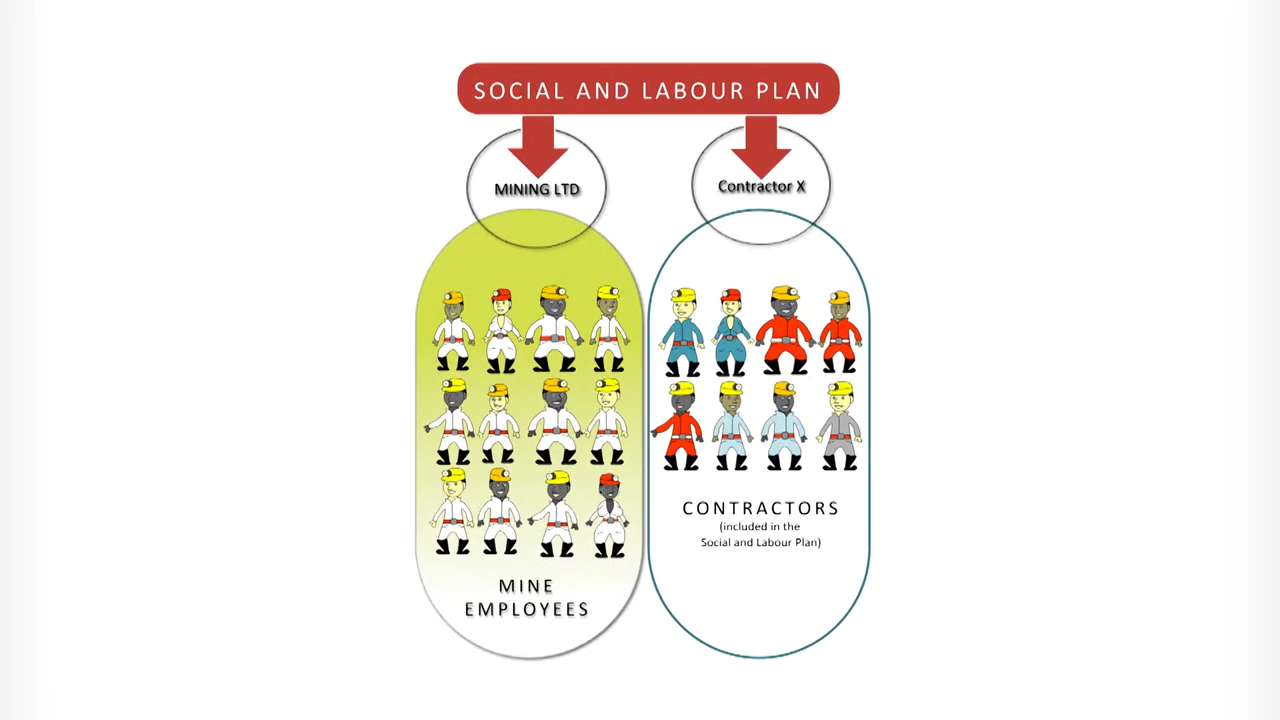 SOCIAL AND LABOUR PLAN
MINING LTD
Contractor X
CONTRACTORS
(included in the
Social and Labour Plan)
MINE
EMPLOYEES